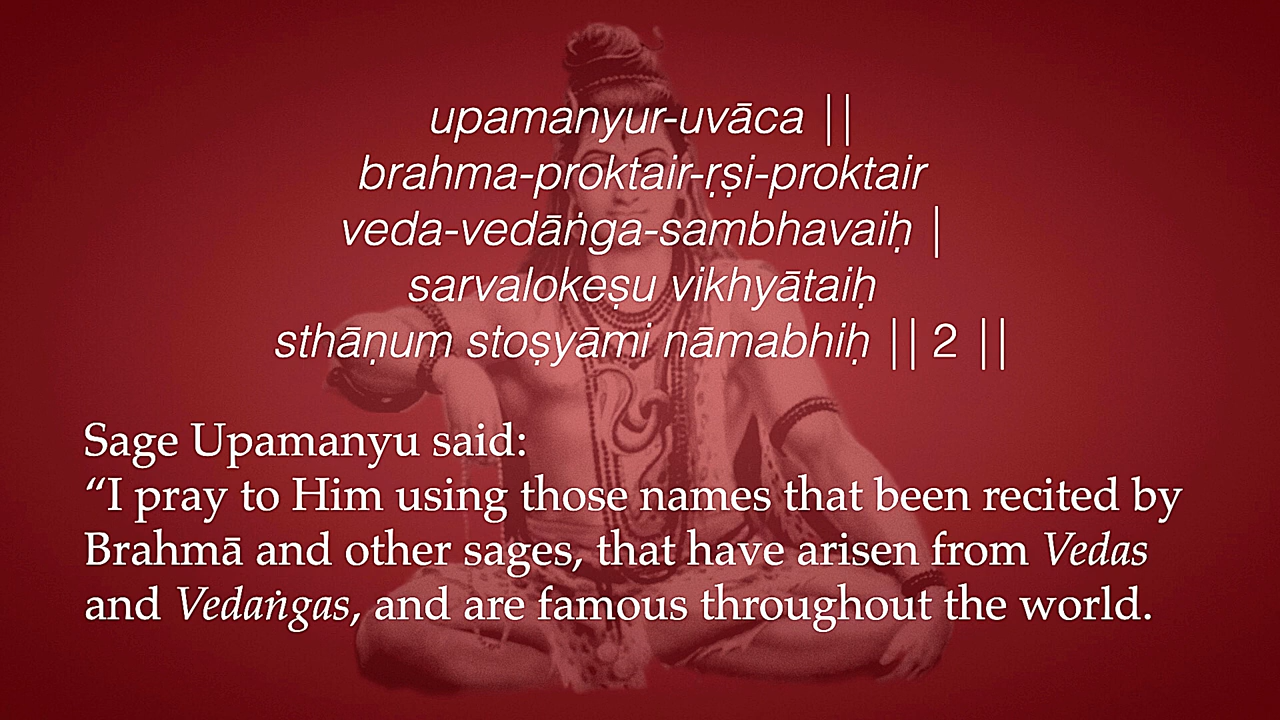 upamanyur-uvāca ||
brahma-proktair-ṛṣi-proktair
veda-vedāṅga-sambhavaiḥ |
sarvalokeṣu vikhyātaiḥ
sthāṇum stoṣyāmi nāmabhiḥ || 2 ||
Sage Upamanyu said:
“I pray to Him using those names that been recited by
Brahmā and other sages, that have arisen from Vedas
and Vedaṅgas, and are famous throughout the world.